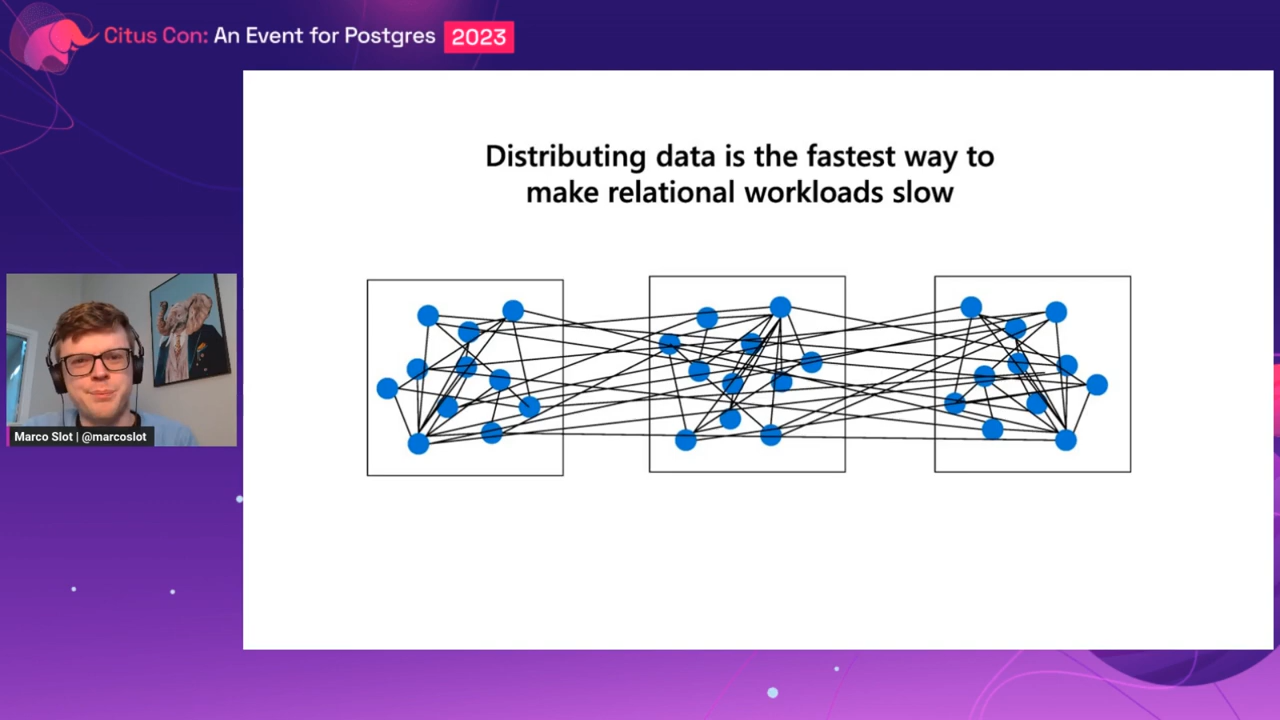 Citus Con: An Event for Postgres 2023
Distributing data is the fastest way to
make relational workloads slow
Marco Slot | @marcoslot